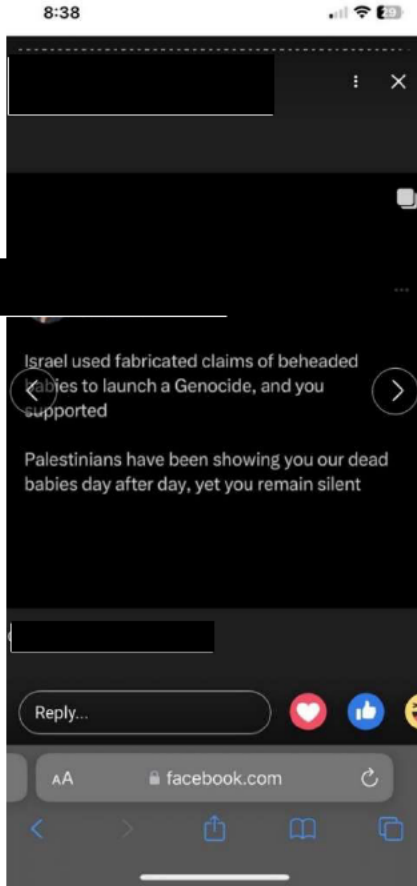 8:38
29
Israel used fabricated claims of beheaded
babies to launch a Genocide, and you
supported
Palestinians have been showing you our dead
babies day after day, yet you remain silent
Reply...
AA
facebook.com